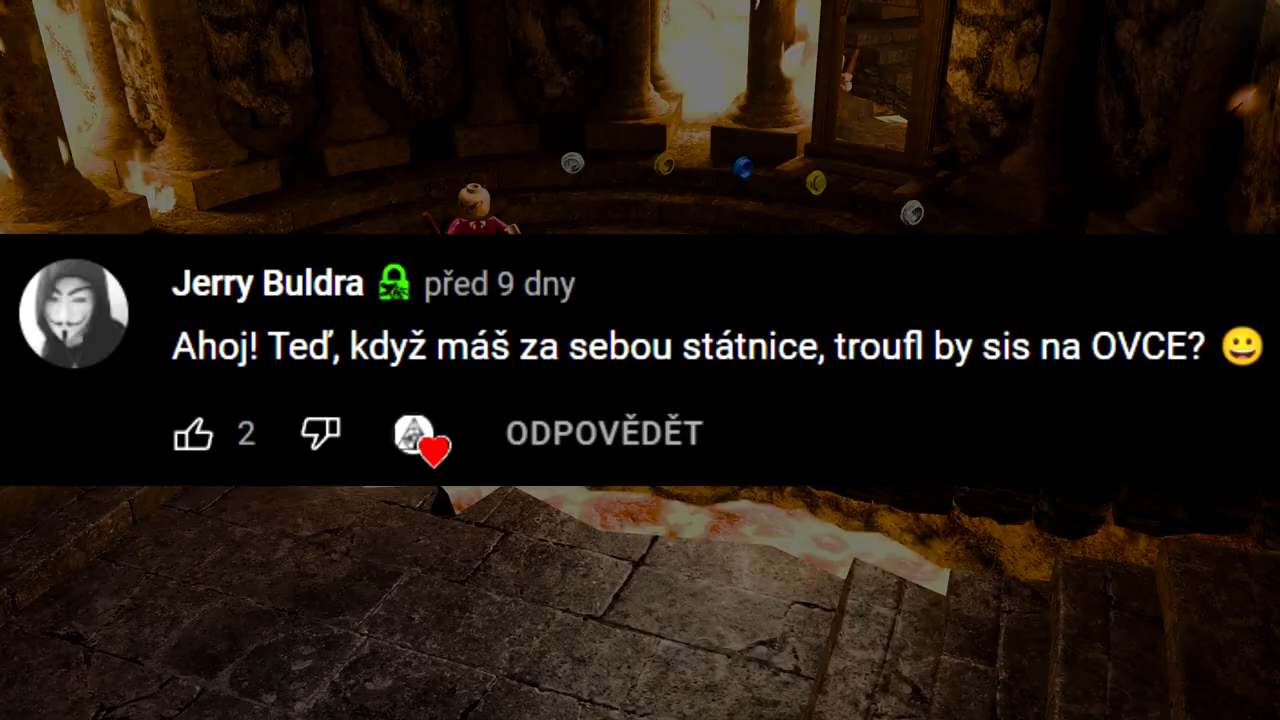 Jerry Buldra před 9 dny
Ahoj! Teď, když máš za sebou státnice, troufl by sis na OVCE? 😀
2 ODPOVĚDĚT